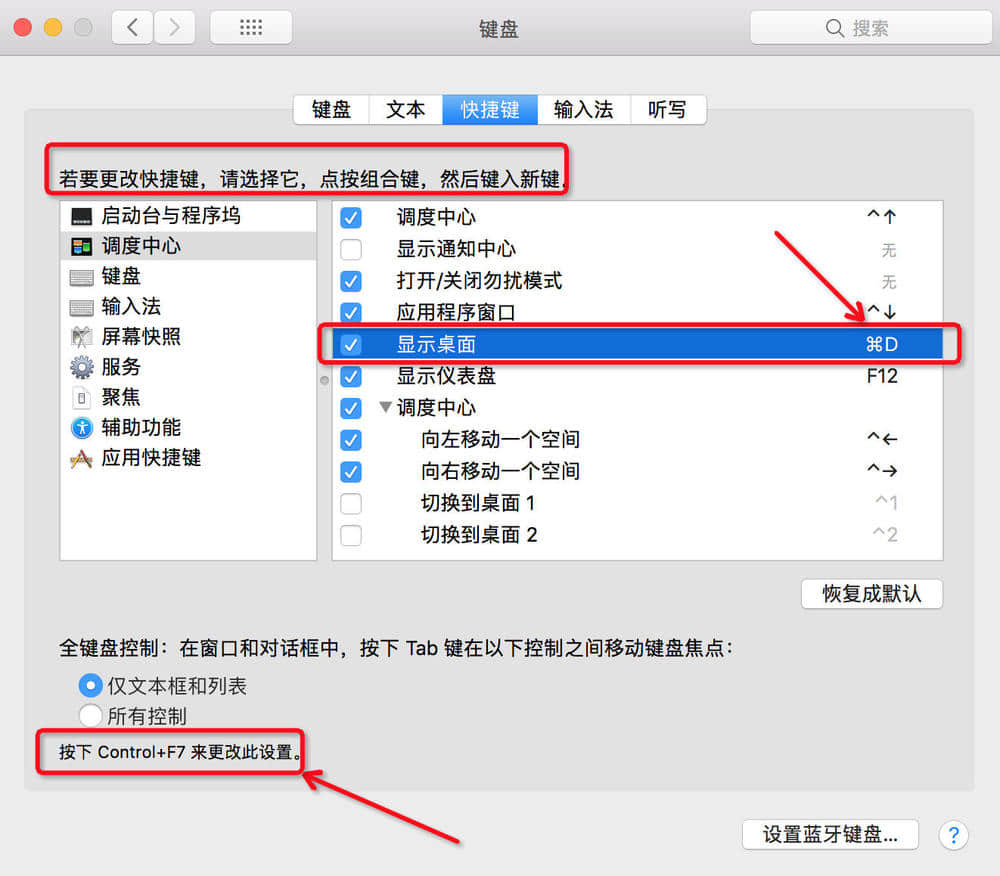 键盘
搜索
键盘 文本 快捷键 输入法 听写
若要更改快捷键，请选择它，点按组合键，然后键入新键。
启动台与程序坞
调度中心
键盘
输入法
屏幕快照
服务
聚焦
辅助功能
应用快捷键
调度中心 ^↑
显示通知中心 无
打开/关闭勿扰模式 无
应用程序窗口 ^↓
显示桌面 ⌘D
显示仪表盘 F12
调度中心
向左移动一个空间 ^←
向右移动一个空间 ^→
切换到桌面 1 ^1
切换到桌面 2 ^2
恢复成默认
全键盘控制：在窗口和对话框中，按下 Tab 键在以下控制之间移动键盘焦点：
仅文本框和列表
所有控制
按下 Control+F7 来更改此设置。
设置蓝牙键盘... ?